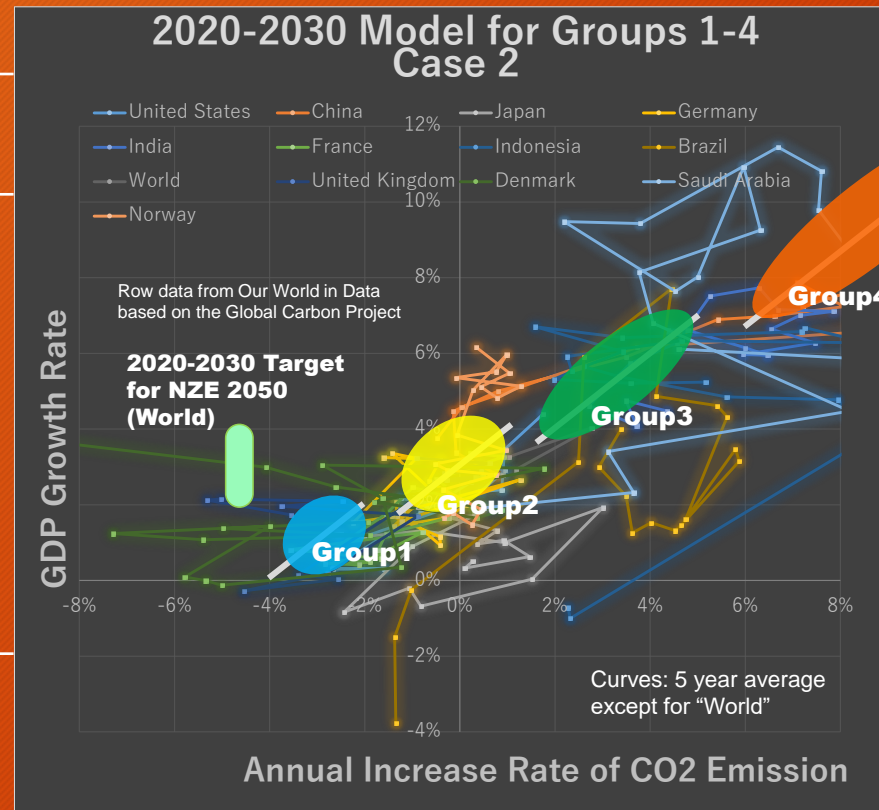 2020-2030 Model for Groups 1-4
Case 2
United States China Japan Germany
12%
India France Indonesia Brazil
World United Kingdom Denmark Saudi Arabia
10%
Norway
8%
Row data from Our World in Data
based on the Global Carbon Project
Group4
2020-2030 Target
for NZE 2050
(World)
6%
Group3
4%
Group2
2%
Group1
0%
-8% -6% -4% -2% 0% 2% 4% 6% 8%
-2%
Curves: 5 year average
except for “World”
-4%
GDP Growth Rate
Annual Increase Rate of CO2 Emission